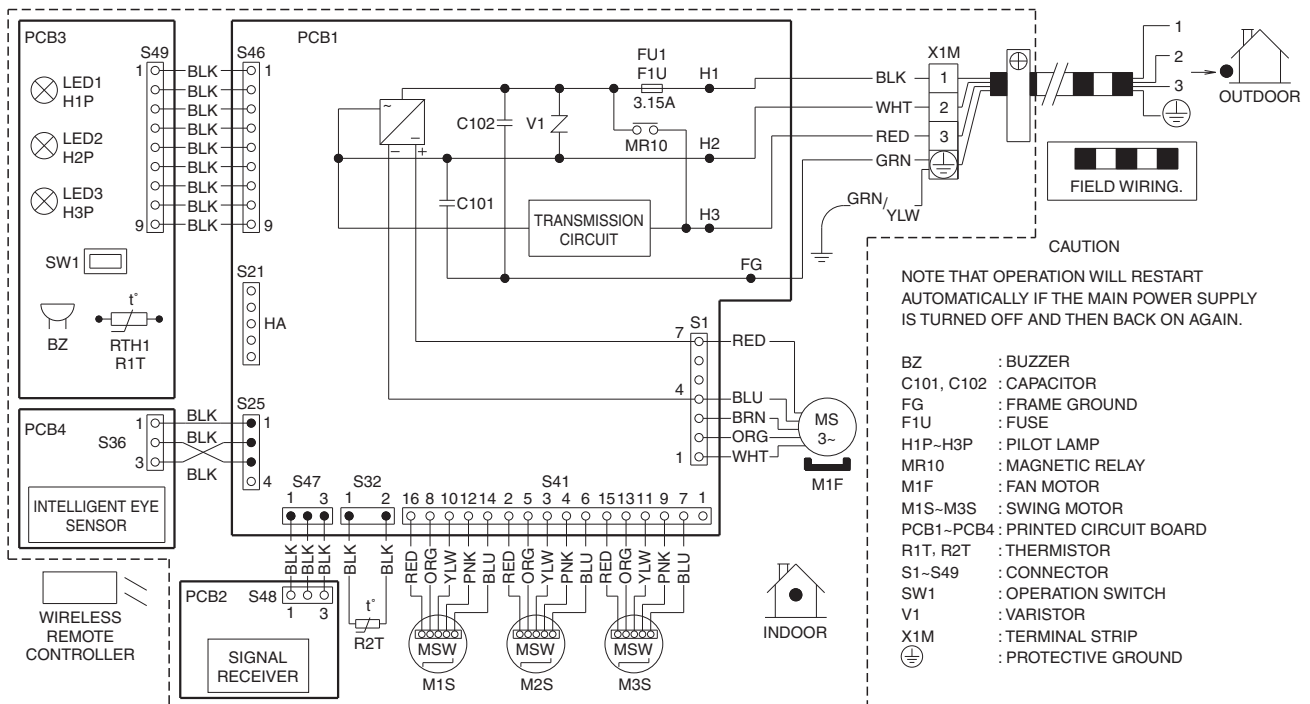 PCB3
S49
S46
PCB1
1
1
LED1
H1P
LED2
H2P
LED3
H3P
BLK
BLK
BLK
BLK
BLK
BLK
BLK
BLK
BLK
9
9
SW1
BZ
t°
RTH1
R1T
S21
HA
FU1
F1U
3.15A
H1
C102
V1
MR10
H2
C101
TRANSMISSION
CIRCUIT
H3
FG
~
–
–
+
X1M
BLK
1
WHT
2
RED
3
GRN
GRN/
YLW
1
2
3
OUTDOOR
FIELD WIRING.
CAUTION
NOTE THAT OPERATION WILL RESTART
AUTOMATICALLY IF THE MAIN POWER SUPPLY
IS TURNED OFF AND THEN BACK ON AGAIN.
BZ : BUZZER
C101, C102 : CAPACITOR
FG : FRAME GROUND
F1U : FUSE
H1P~H3P : PILOT LAMP
MR10 : MAGNETIC RELAY
M1F : FAN MOTOR
M1S~M3S : SWING MOTOR
PCB1~PCB4 : PRINTED CIRCUIT BOARD
R1T, R2T : THERMISTOR
S1~S49 : CONNECTOR
SW1 : OPERATION SWITCH
V1 : VARISTOR
X1M : TERMINAL STRIP
: PROTECTIVE GROUND
S1
7
RED
4
BLU
BRN
ORG
1
WHT
MS
3~
M1F
PCB4
S36
1
3
BLK
BLK
BLK
S25
1
4
INTELLIGENT EYE
SENSOR
S47
1 3
S32
1 2
S41
16 8 10 12 14 2 5 3 4 6 15 13 11 9 7 1
BLK BLK BLK
BLK BLK
RED ORG YLW PNK BLU
RED ORG YLW PNK BLU
RED ORG YLW PNK BLU
PCB2
S48
1 3
SIGNAL
RECEIVER
t°
R2T
MSW
M1S
MSW
M2S
MSW
M3S
INDOOR
WIRELESS
REMOTE
CONTROLLER